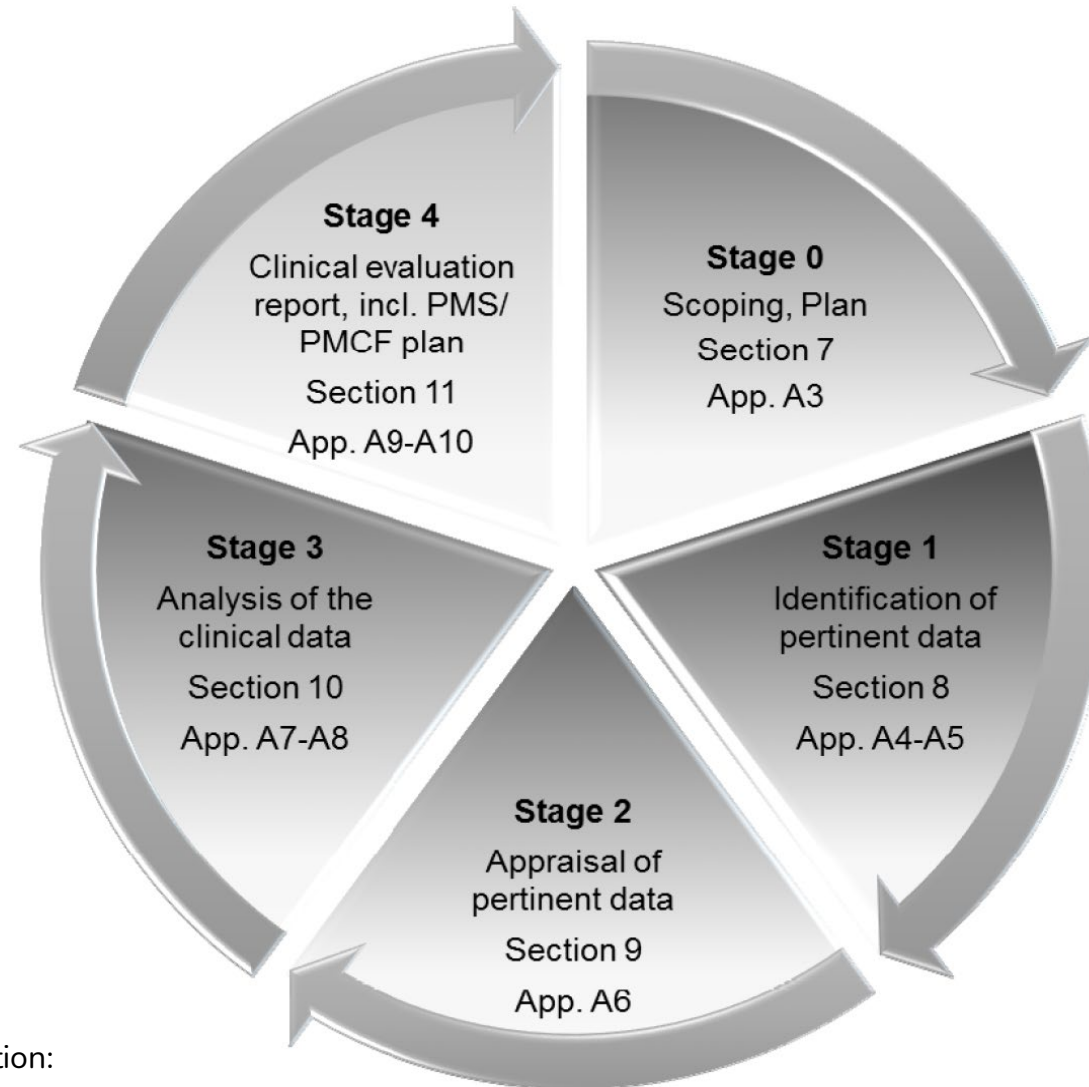 Stage 4
Clinical evaluation
report, incl. PMS/
PMCF plan
Section 11
App. A9-A10
Stage 0
Scoping, Plan
Section 7
App. A3
Stage 3
Analysis of the
clinical data
Section 10
App. A7-A8
Stage 1
Identification of
pertinent data
Section 8
App. A4-A5
Stage 2
Appraisal of
pertinent data
Section 9
App. A6
tion: